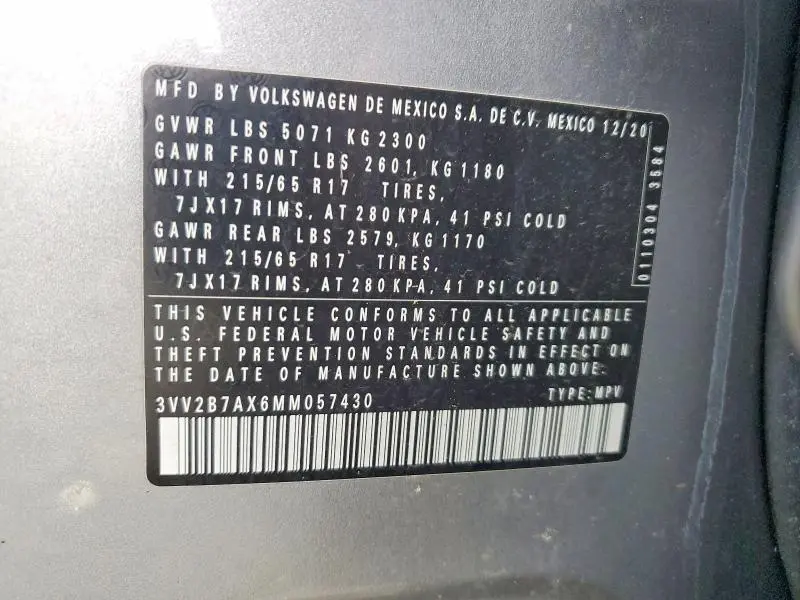 MFD BY VOLKSWAGEN DE MEXICO S.A. DE C.V. MEXICO 12/20
GVWR LBS 5071 KG 2300
GAWR FRONT LBS 2601, KG 1180
WITH 215/65 R17 TIRES,
7JX17 RIMS, AT 280 KPA, 41 PSI COLD
GAWR REAR LBS 2579, KG 1170
WITH 215/65 R17 TIRES,
7JX17 RIMS, AT 280 KPA, 41 PSI COLD
THIS VEHICLE CONFORMS TO ALL APPLICABLE
U.S. FEDERAL MOTOR VEHICLE SAFETY AND
THEFT PREVENTION STANDARDS IN EFFECT ON
THE DATE OF MANUFACTURE SHOWN ABOVE.
3VV2B7AX6MM057430 TYPE: MPV
0110304 3684